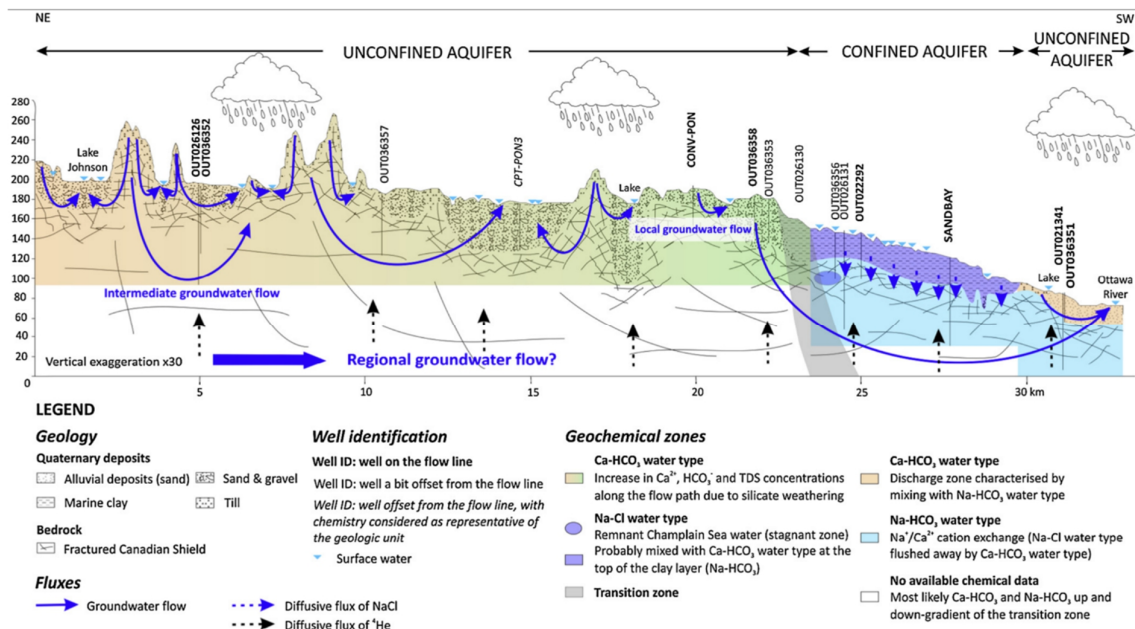 NE
SW
UNCONFINED AQUIFER
CONFINED AQUIFER
UNCONFINED
AQUIFER
280
260
240
220
200
180
160
140
120
100
80
60
40
20
0
Lake
Johnson
OUT026126
OUT036352
OUT036357
CPT-PON3
Lake
CONV-PON
OUT036358
OUT036353
OUT026130
OUT036356
OUT026131
OUT022292
SANDBAY
OUT021341
OUT036351
Lake
Ottawa
River
Local groundwater flow
Intermediate groundwater flow
Vertical exaggeration x30
Regional groundwater flow?
0
5
10
15
20
25
30 km
LEGEND
Geology
Quaternary deposits
Alluvial deposits (sand)
Sand & gravel
Marine clay
Till
Bedrock
Fractured Canadian Shield
Fluxes
Groundwater flow
Diffusive flux of NaCl
Diffusive flux of ⁴He
Well identification
Well ID: well on the flow line
Well ID: well a bit offset from the flow line
Well ID: well offset from the flow line, with
chemistry considered as representative of
the geologic unit
Surface water
Geochemical zones
Ca-HCO₃ water type
Increase in Ca²⁺, HCO₃⁻ and TDS concentrations
along the flow path due to silicate weathering
Na-Cl water type
Remnant Champlain Sea water (stagnant zone)
Probably mixed with Ca-HCO₃ water type at the
top of the clay layer (Na-HCO₃)
Transition zone
Ca-HCO₃ water type
Discharge zone characterised by
mixing with Na-HCO₃ water type
Na-HCO₃ water type
Na⁺/Ca²⁺ cation exchange (Na-Cl water type
flushed away by Ca-HCO₃ water type)
No available chemical data
Most likely Ca-HCO₃ and Na-HCO₃ up and
down-gradient of the transition zone